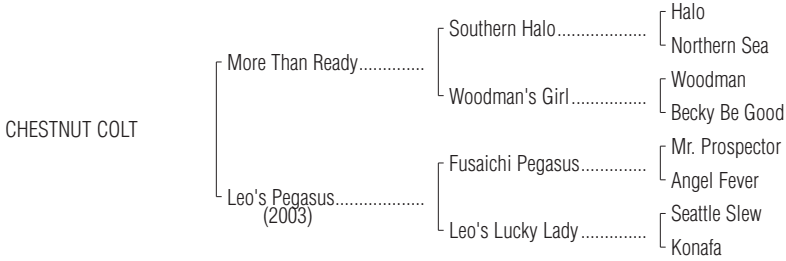 Halo
Southern Halo...................
Northern Sea
More Than Ready..............
Woodman
Woodman's Girl................
Becky Be Good
CHESTNUT COLT
Mr. Prospector
Fusaichi Pegasus..............
Angel Fever
Leo's Pegasus...................
(2003)
Seattle Slew
Leo's Lucky Lady..............
Konafa